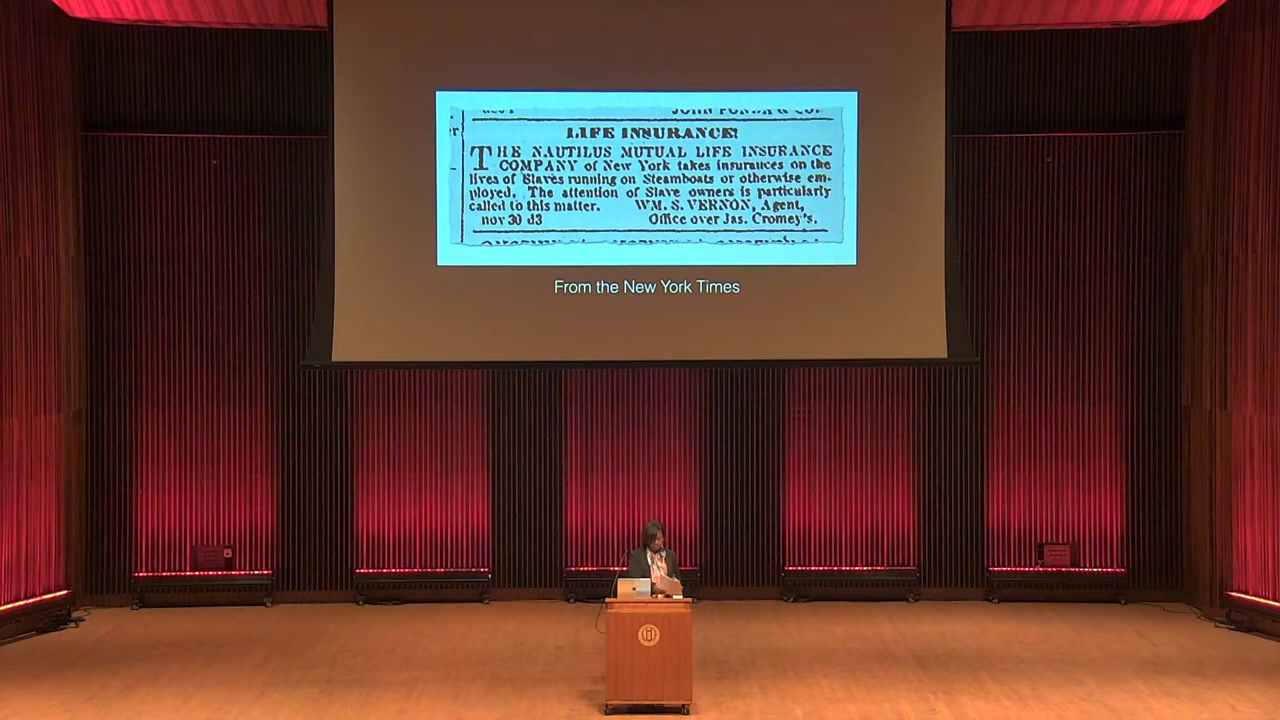 LIFE INSURANCE!
THE NAUTILUS MUTUAL LIFE INSURANCE
COMPANY of New York takes insurances on the
lives of Slaves running on Steamboats or otherwise em-
ployed. The attention of Slave owners is particularly
called to this matter. WM. S. VERNON, Agent,
nov 30 d3 Office over Jas. Cromey's.
From the New York Times